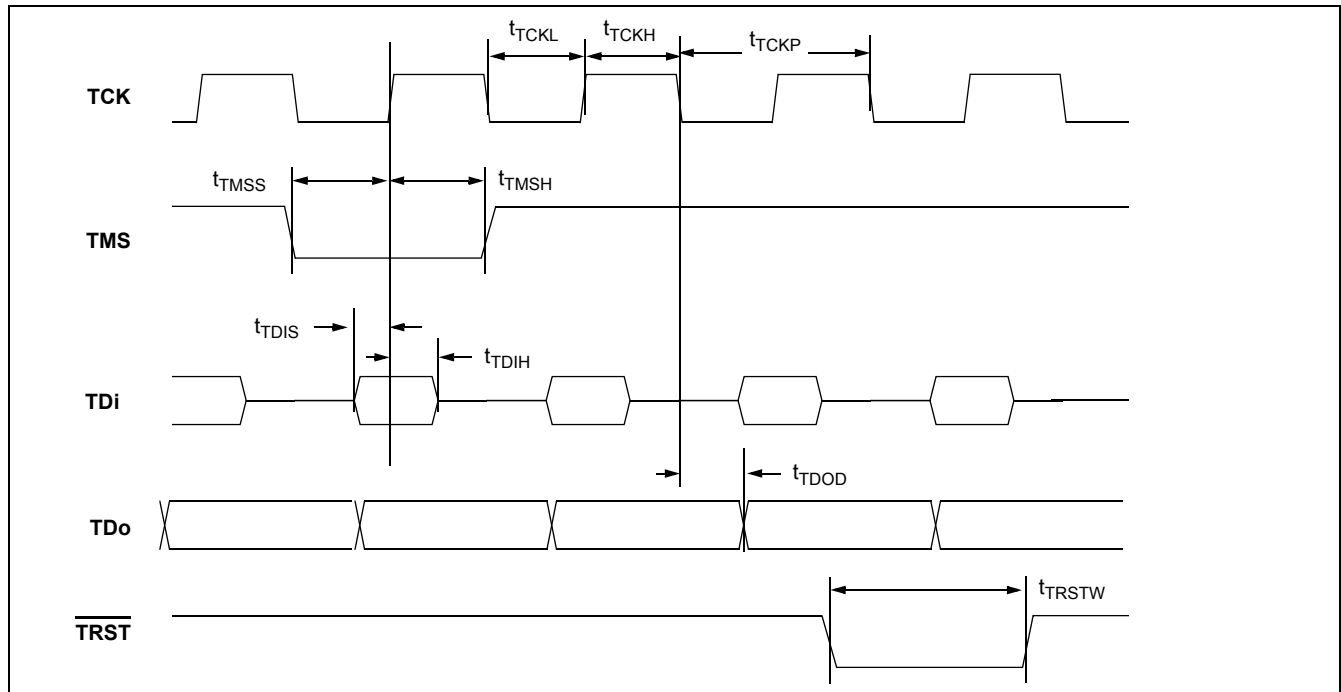 tTCKL tTCKH tTCKP
TCK
tTMSS tTMSH
TMS
tTDIS
tTDIH
TDi
tTDOD
TDo
tTRSTW
TRST